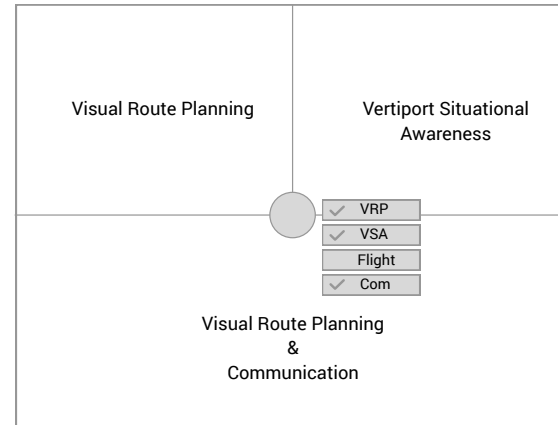 Visual Route Planning
Vertiport Situational
Awareness
VRP
VSA
Flight
Com
Visual Route Planning
&
Communication